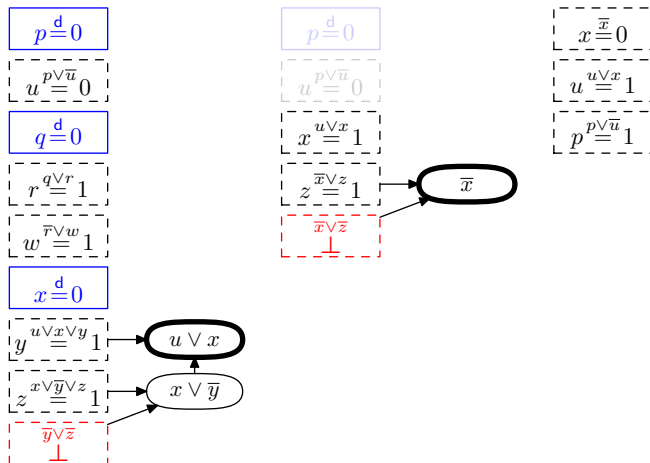 p =ᵈ 0
u =^{p∨u̅} 0
q =ᵈ 0
r =^{q∨r} 1
w =^{r̅∨w} 1
x =ᵈ 0
y =^{u∨x∨y} 1
u ∨ x
z =^{x∨y̅∨z} 1
x ∨ y̅
y̅∨z̅
⊥
p =ᵈ 0
u =^{p∨u̅} 0
x =^{u∨x} 1
z =^{x̅∨z} 1
x̅
x̅∨z̅
⊥
x =^{x̅} 0
u =^{u∨x} 1
p =^{p∨u̅} 1